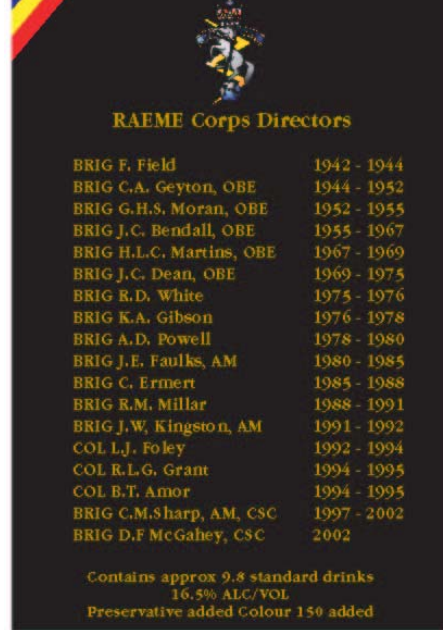 RAEME Corps Directors
BRIG F. Field 1942 - 1944
BRIG C.A. Geyton, OBE 1944 - 1952
BRIG G.H.S. Moran, OBE 1952 - 1955
BRIG J.C. Bendall, OBE 1955 - 1967
BRIG H.L.C. Martins, OBE 1967 - 1969
BRIG J.C. Dean, OBE 1969 - 1975
BRIG R.D. White 1975 - 1976
BRIG K.A. Gibson 1976 - 1978
BRIG A.D. Powell 1978 - 1980
BRIG J.E. Faulks, AM 1980 - 1985
BRIG C. Ermert 1985 - 1988
BRIG R.M. Millar 1988 - 1991
BRIG J.W, Kingston, AM 1991 - 1992
COL L.J. Foley 1992 - 1994
COL R.L.G. Grant 1994 - 1995
COL B.T. Amor 1994 - 1995
BRIG C.M.Sharp, AM, CSC 1997 - 2002
BRIG D.F McGahey, CSC 2002
Contains approx 9.8 standard drinks
16.5% ALC/VOL
Preservative added Colour 150 added